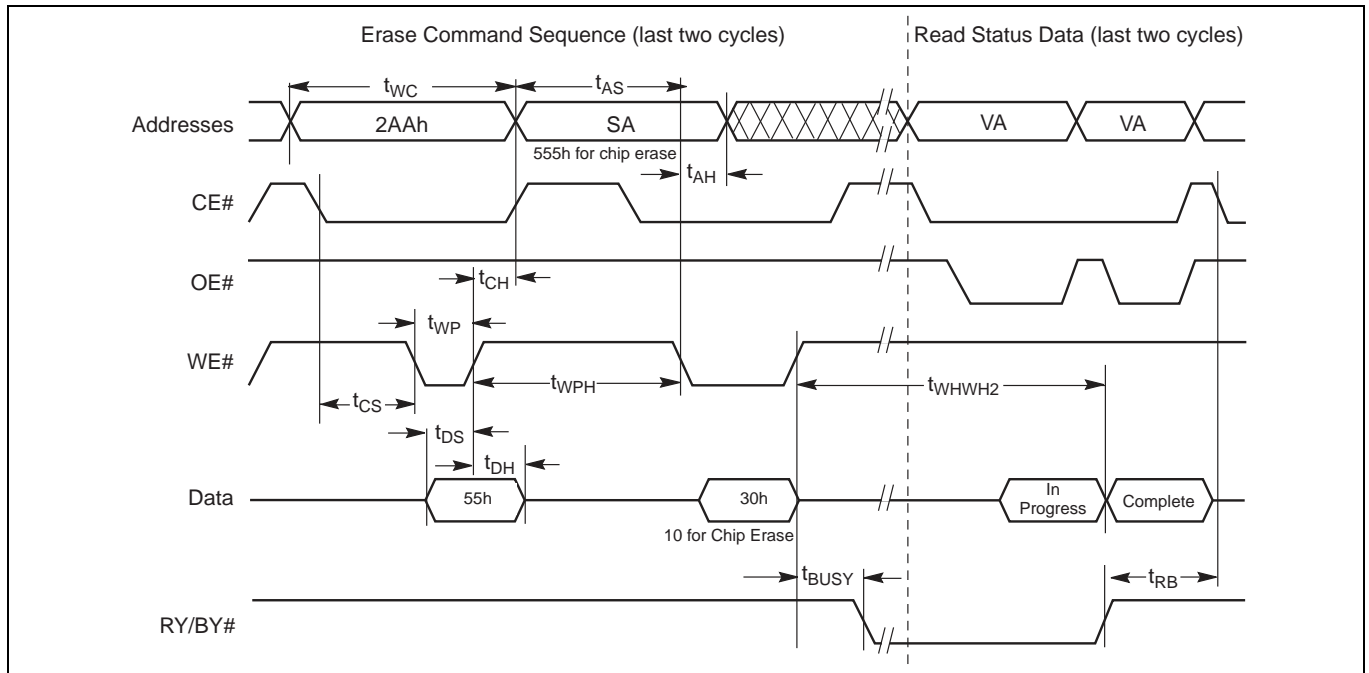 Erase Command Sequence (last two cycles)
Read Status Data (last two cycles)
tWC
tAS
Addresses
2AAh
SA
VA
VA
555h for chip erase
tAH
CE#
OE#
tCH
tWP
WE#
tWPH
tWHWH2
tCS
tDS
tDH
Data
55h
30h
In
Progress
Complete
10 for Chip Erase
tBUSY
tRB
RY/BY#